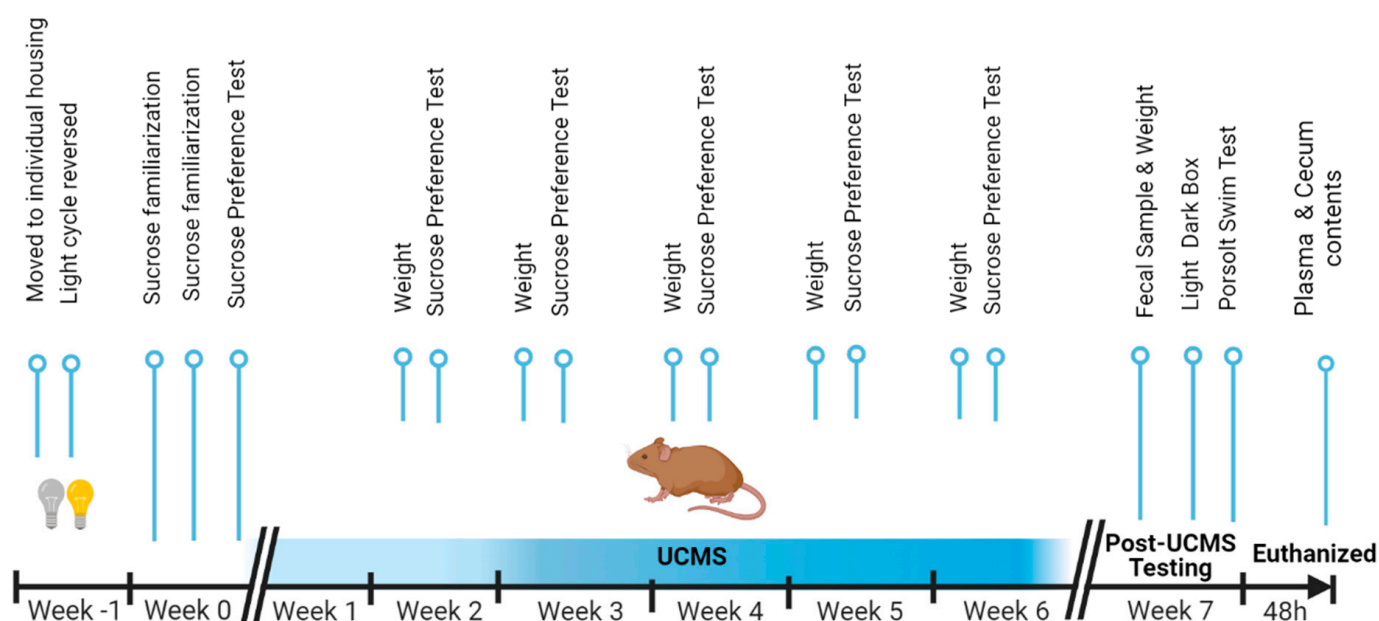 Moved to individual housing
Light cycle reversed
Sucrose familiarization
Sucrose familiarization
Sucrose Preference Test
Weight
Sucrose Preference Test
Weight
Sucrose Preference Test
Weight
Sucrose Preference Test
Weight
Sucrose Preference Test
Weight
Sucrose Preference Test
Fecal Sample & Weight
Light Dark Box
Porsolt Swim Test
Plasma & Cecum
contents
UCMS
Post-UCMS
Testing
Euthanized
Week -1
Week 0
Week 1
Week 2
Week 3
Week 4
Week 5
Week 6
Week 7
48h